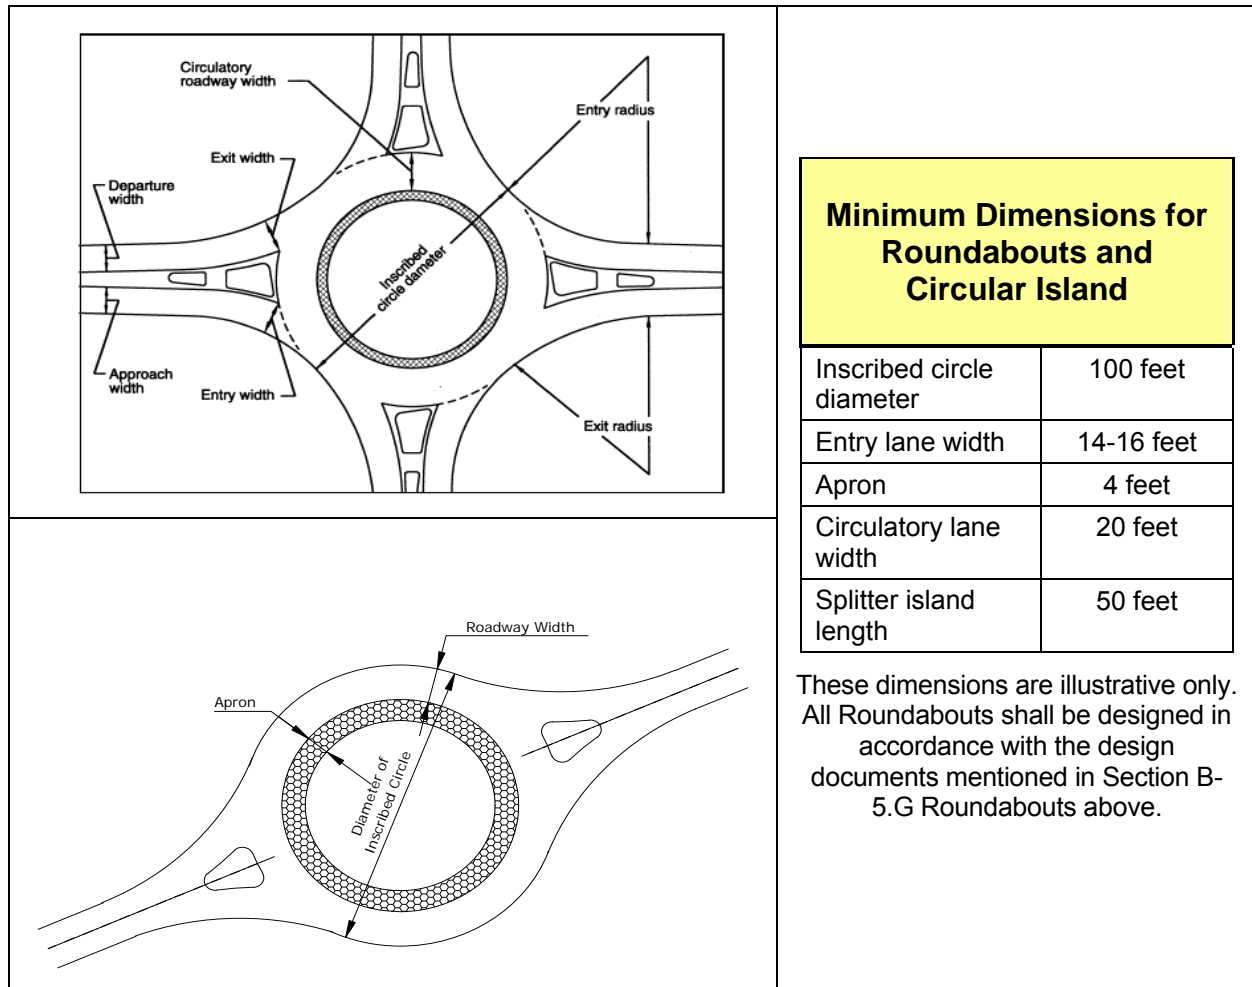 Circulatory
roadway width
Entry radius
Exit width
Departure
width
Inscribed
circle dameter
Approach
width
Entry width
Exit radius
Roadway Width
Apron
Diameter of
Inscribed Circle
Minimum Dimensions for
Roundabouts and
Circular Island
Inscribed circle
diameter
100 feet
Entry lane width
14-16 feet
Apron
4 feet
Circulatory lane
width
20 feet
Splitter island
length
50 feet
These dimensions are illustrative only.
All Roundabouts shall be designed in
accordance with the design
documents mentioned in Section B-
5.G Roundabouts above.